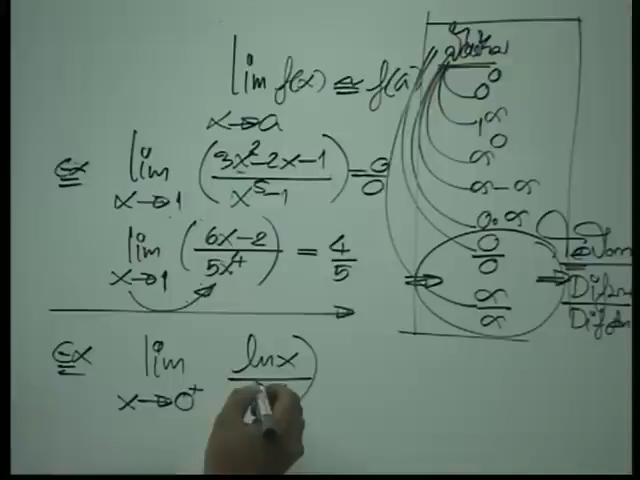 lim f(x) ≅ f(a)
x→a
0^0
1^∞
∞^0
∞-∞
0.∞
0/0
∞/∞
Ex lim (3x²-2x-1 / x⁵-1) = 0/0
x→1
lim (6x-2 / 5x⁴) = 4/5
x→1
Ex lim lnx)
x→0⁺